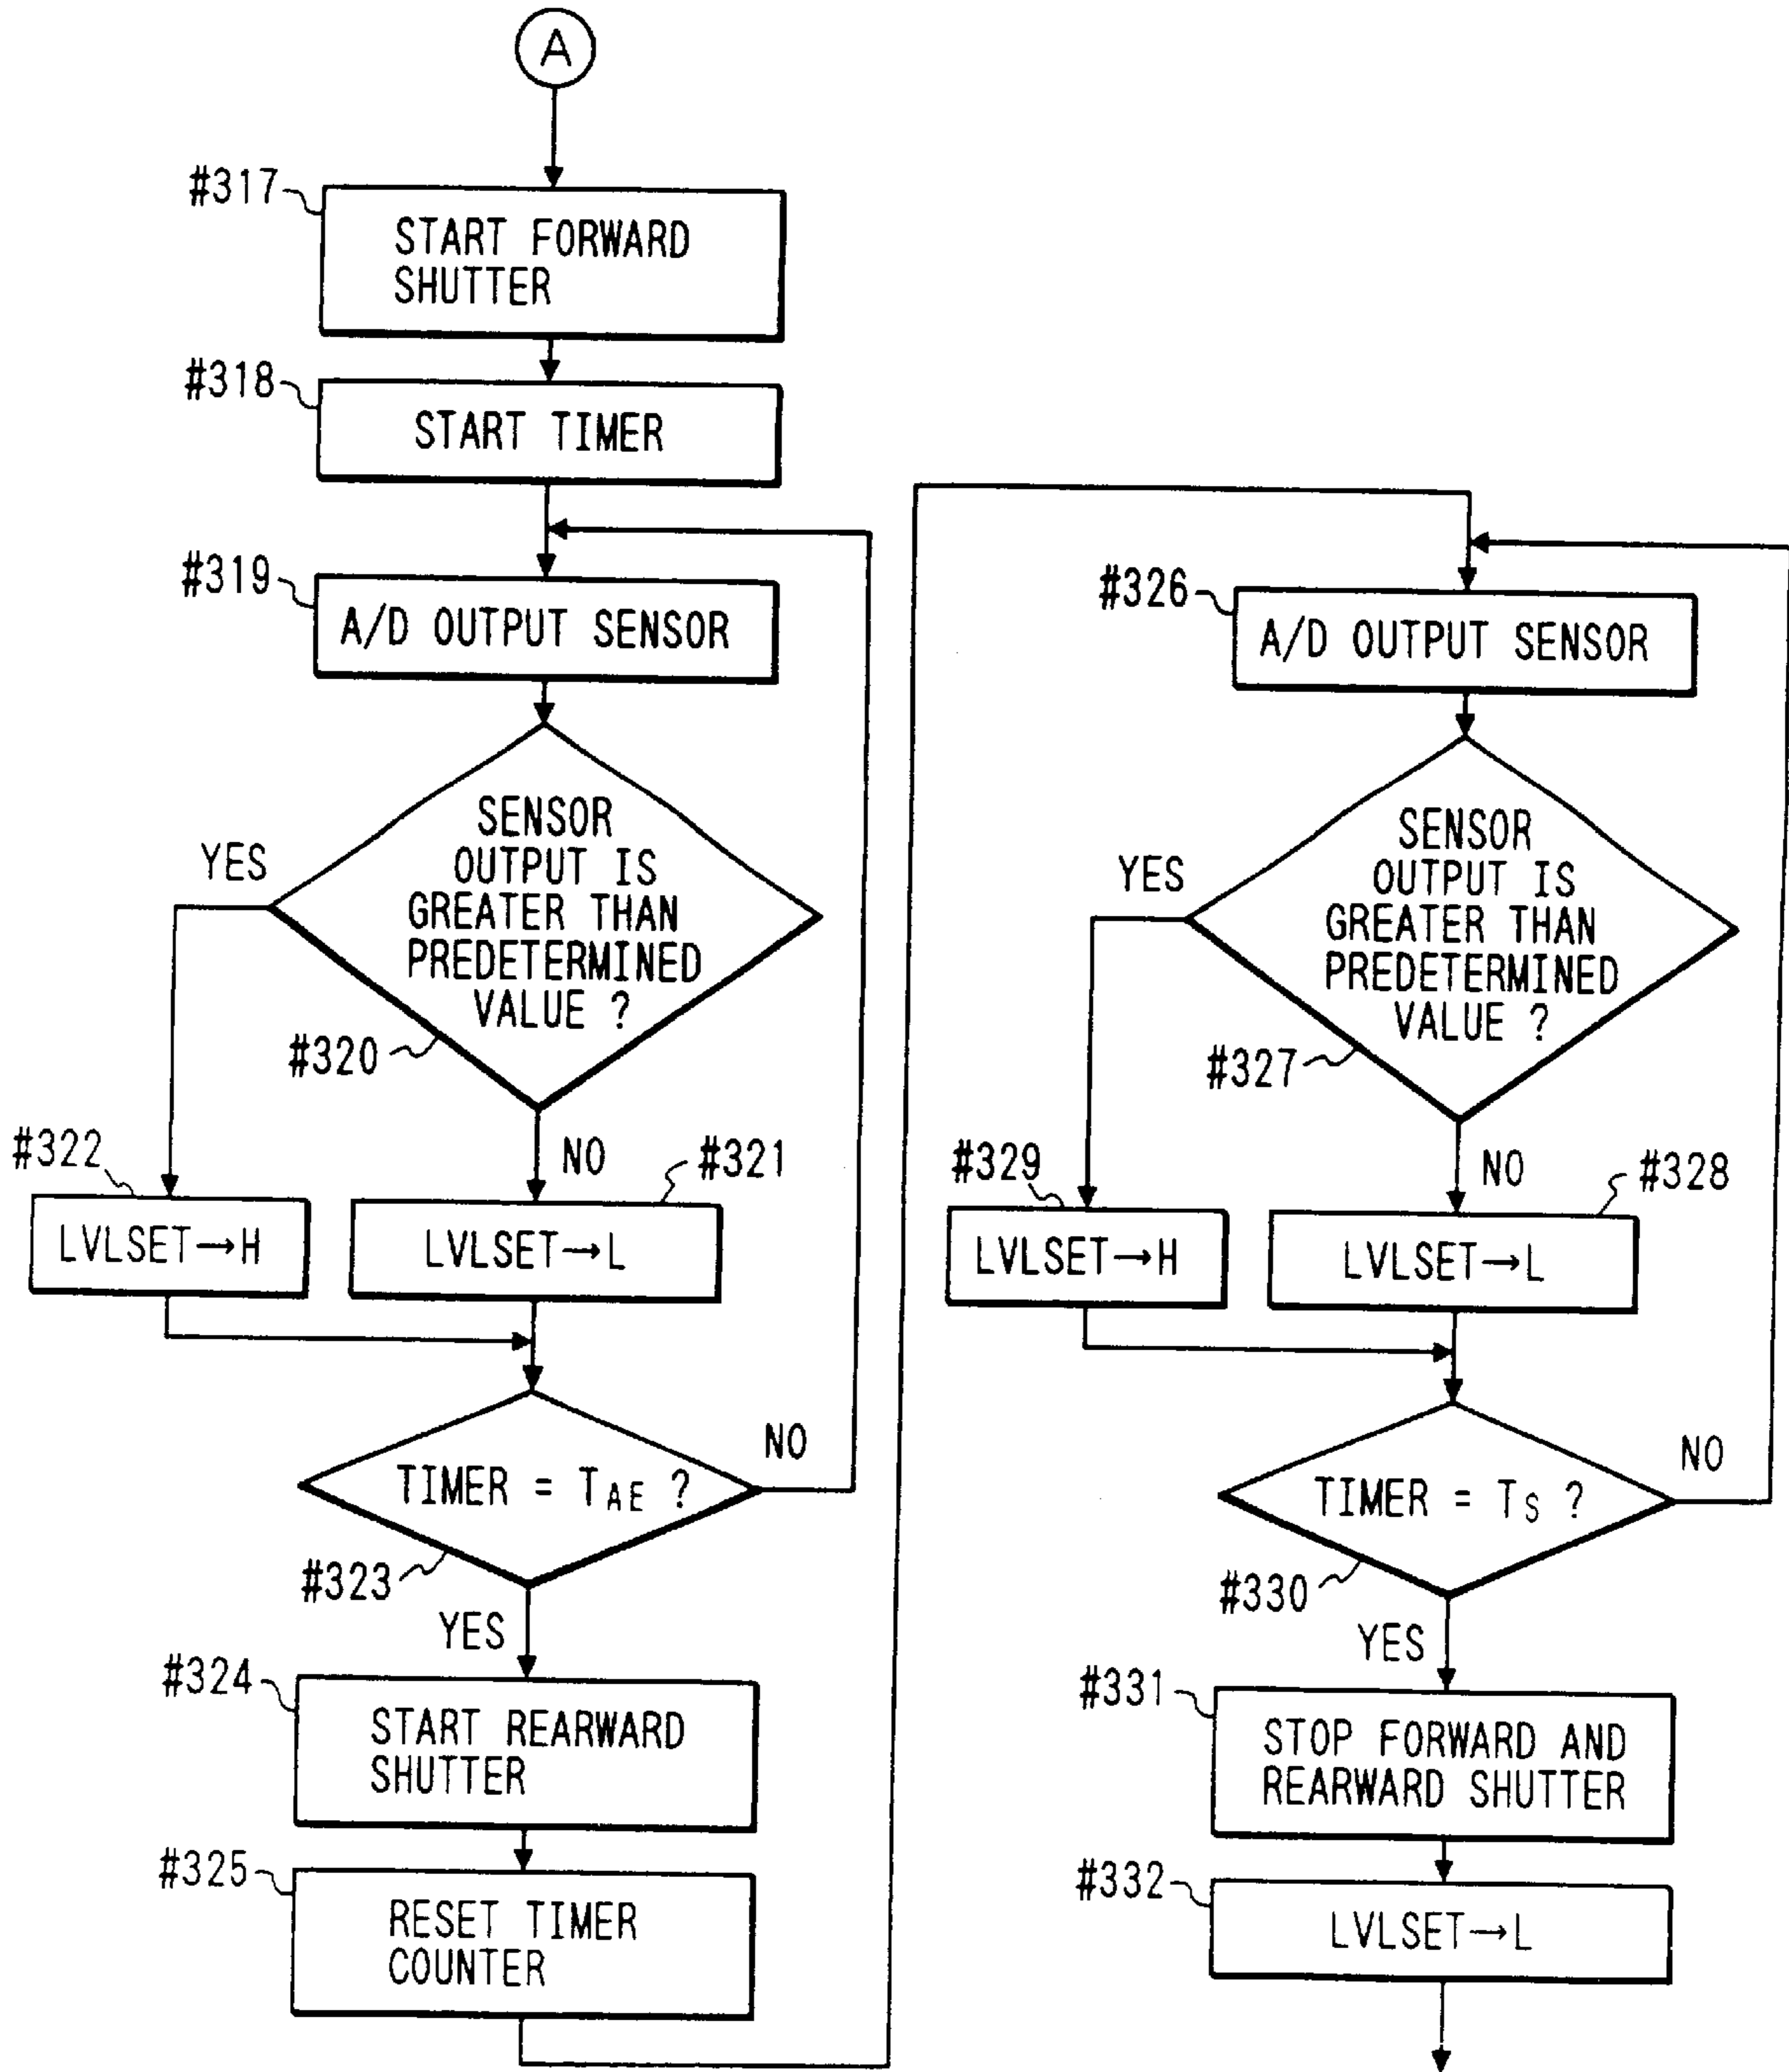 A
#317
START FORWARD
SHUTTER
#318
START TIMER
#319
A/D OUTPUT SENSOR
SENSOR
OUTPUT IS
GREATER THAN
PREDETERMINED
VALUE ?
#320
YES
NO
#322
LVLSET→H
#321
LVLSET→L
TIMER = TAE ?
#323
NO
YES
#324
START REARWARD
SHUTTER
#325
RESET TIMER
COUNTER
#326
A/D OUTPUT SENSOR
SENSOR
OUTPUT IS
GREATER THAN
PREDETERMINED
VALUE ?
#327
YES
NO
#329
LVLSET→H
#328
LVLSET→L
TIMER = TS ?
#330
NO
YES
#331
STOP FORWARD AND
REARWARD SHUTTER
#332
LVLSET→L